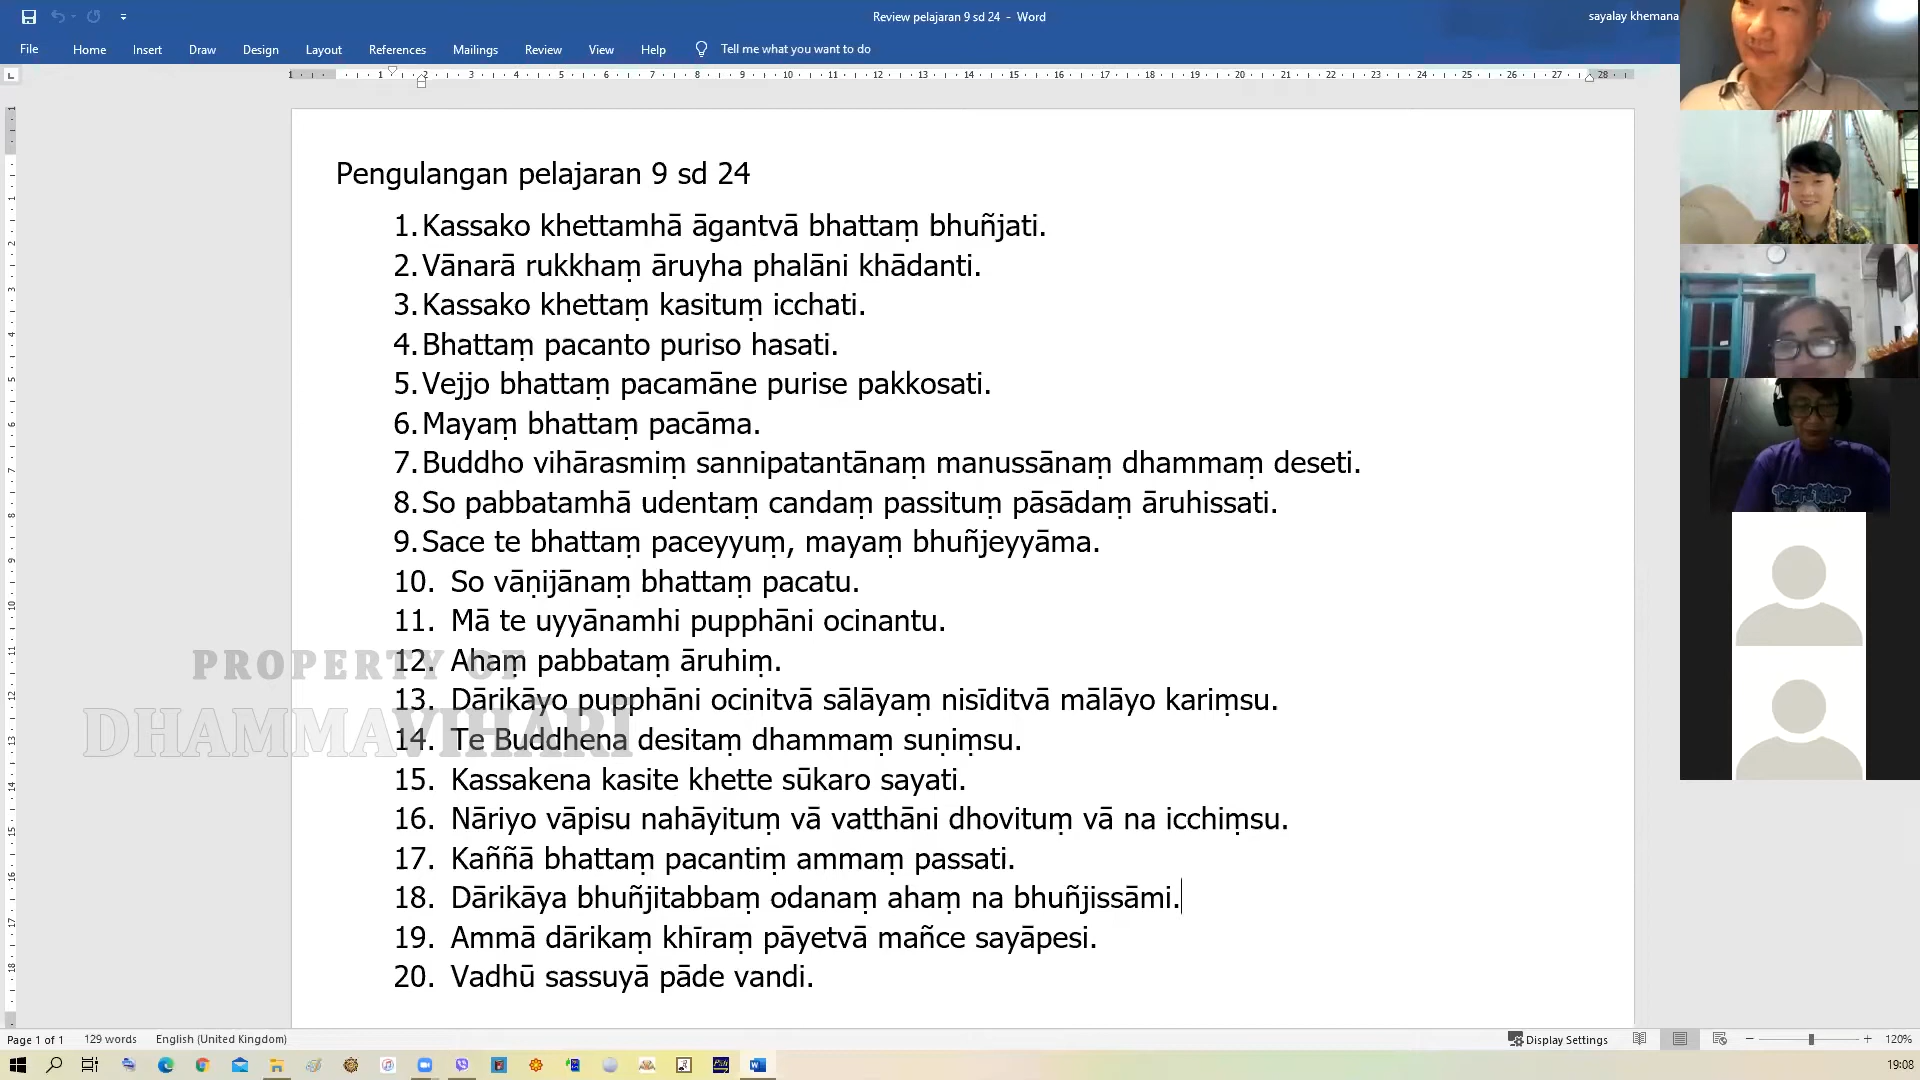 Review pelajaran 9 sd 24 - Word
sayalay khemana
File Home Insert Draw Design Layout References Mailings Review View Help Tell me what you want to do
Pengulangan pelajaran 9 sd 24
1. Kassako khettamhā āgantvā bhattaṃ bhuñjati.
2. Vānarā rukkhaṃ āruyha phalāni khādanti.
3. Kassako khettaṃ kasituṃ icchati.
4. Bhattaṃ pacanto puriso hasati.
5. Vejjo bhattaṃ pacamāne purise pakkosati.
6. Mayaṃ bhattaṃ pacāma.
7. Buddho vihārasmiṃ sannipatantānaṃ manussānaṃ dhammaṃ deseti.
8. So pabbatamhā udentaṃ candaṃ passituṃ pāsādaṃ āruhissati.
9. Sace te bhattaṃ paceyyuṃ, mayaṃ bhuñjeyyāma.
10. So vāṇijānaṃ bhattaṃ pacatu.
11. Mā te uyyānamhi pupphāni ocinantu.
PROPERTY OF
12. Ahaṃ pabbataṃ āruhiṃ.
13. Dārikāyo pupphāni ocinitvā sālāyaṃ nisīditvā mālāyo kariṃsu.
DHAMMAVIHĀRĪ
14. Te Buddhena desitaṃ dhammaṃ suṇiṃsu.
15. Kassakena kasite khette sūkaro sayati.
16. Nāriyo vāpisu nahāyituṃ vā vatthāni dhovituṃ vā na icchiṃsu.
17. Kaññā bhattaṃ pacantiṃ ammaṃ passati.
18. Dārikāya bhuñjitabbaṃ odanaṃ ahaṃ na bhuñjissāmi.
19. Ammā dārikaṃ khīraṃ pāyetvā mañce sayāpesi.
20. Vadhū sassuyā pāde vandi.
Page 1 of 1 129 words English (United Kingdom) Display Settings 120%
19:08